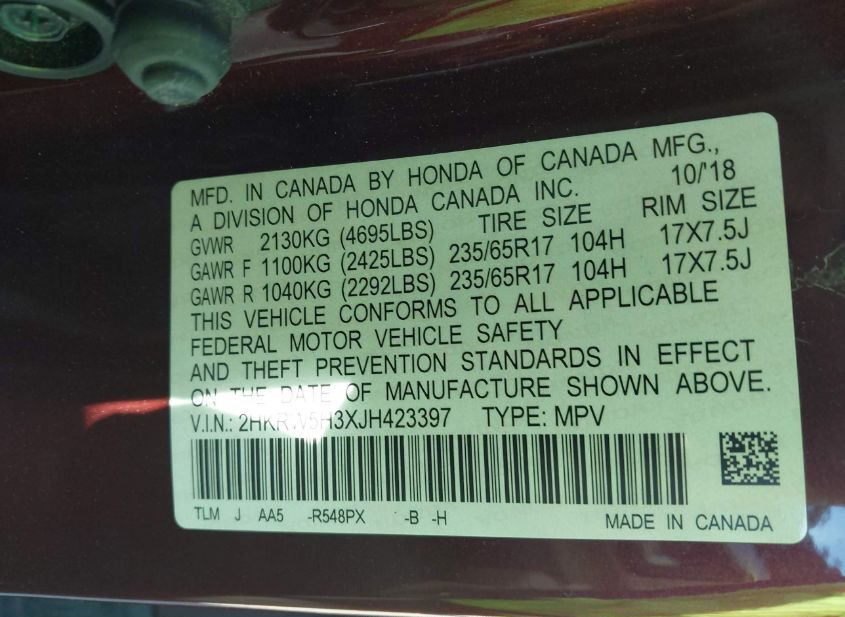 MFD. IN CANADA BY HONDA OF CANADA MFG.,
A DIVISION OF HONDA CANADA INC. 10/'18
GVWR 2130KG (4695LBS) TIRE SIZE RIM SIZE
GAWR F 1100KG (2425LBS) 235/65R17 104H 17X7.5J
GAWR R 1040KG (2292LBS) 235/65R17 104H 17X7.5J
THIS VEHICLE CONFORMS TO ALL APPLICABLE
FEDERAL MOTOR VEHICLE SAFETY
AND THEFT PREVENTION STANDARDS IN EFFECT
ON THE DATE OF MANUFACTURE SHOWN ABOVE.
V.I.N.: TYPE: MPV
TLM J AA5 -R548PX -B -H
MADE IN CANADA